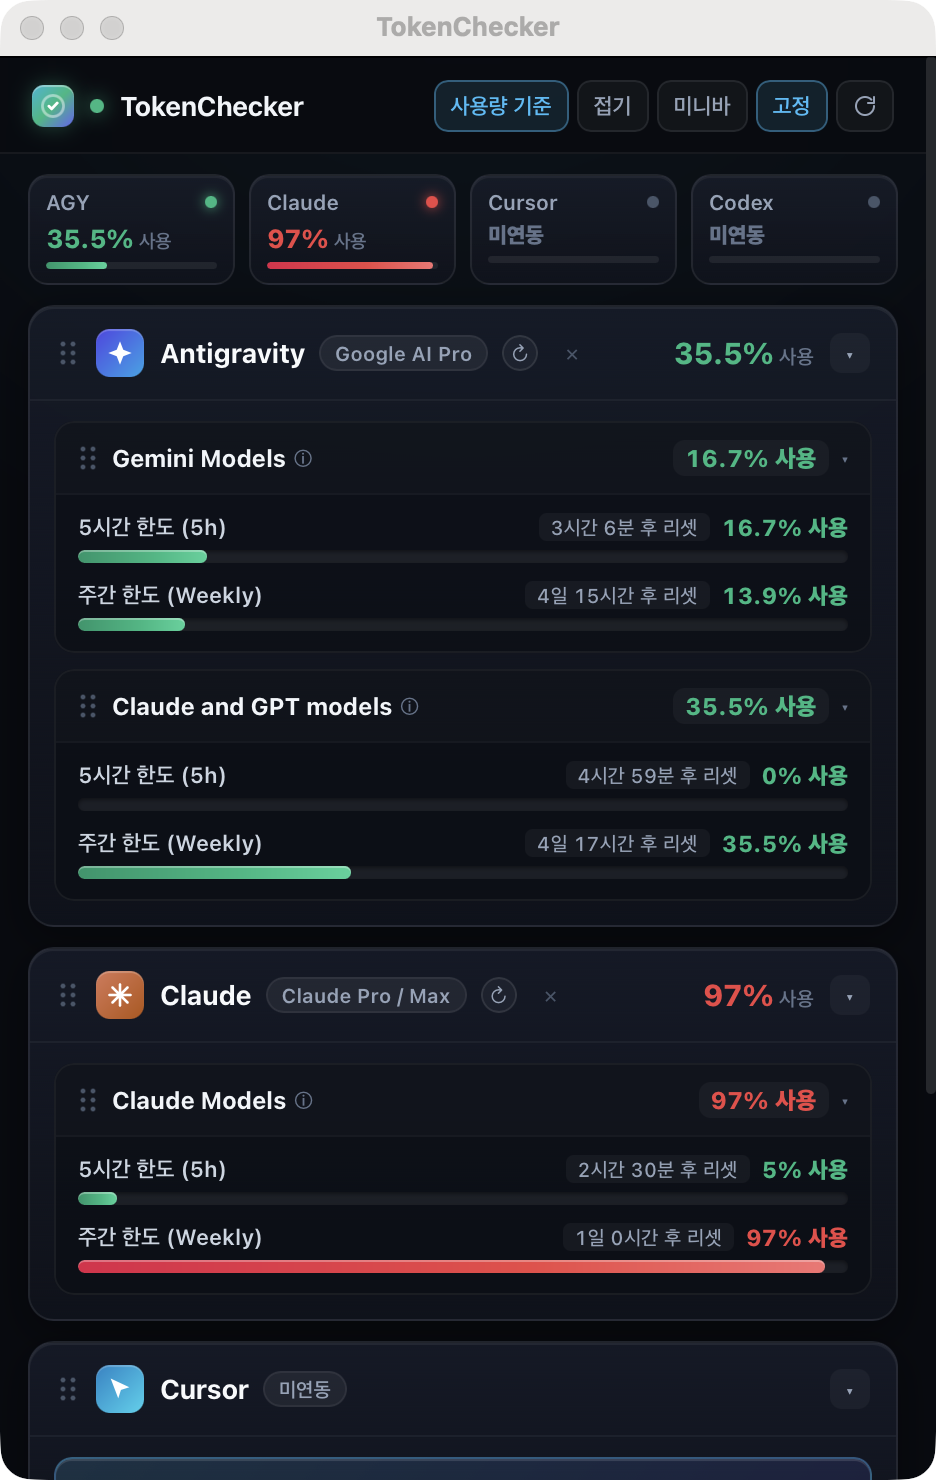 TokenChecker
TokenChecker
사용량 기준
접기
미니바
고정
AGY
35.5% 사용
Claude
97% 사용
Cursor
미연동
Codex
미연동
Antigravity
Google AI Pro
35.5% 사용
Gemini Models
16.7% 사용
5시간 한도 (5h)
3시간 6분 후 리셋
16.7% 사용
주간 한도 (Weekly)
4일 15시간 후 리셋
13.9% 사용
Claude and GPT models
35.5% 사용
5시간 한도 (5h)
4시간 59분 후 리셋
0% 사용
주간 한도 (Weekly)
4일 17시간 후 리셋
35.5% 사용
Claude
Claude Pro / Max
97% 사용
Claude Models
97% 사용
5시간 한도 (5h)
2시간 30분 후 리셋
5% 사용
주간 한도 (Weekly)
1일 0시간 후 리셋
97% 사용
Cursor
미연동